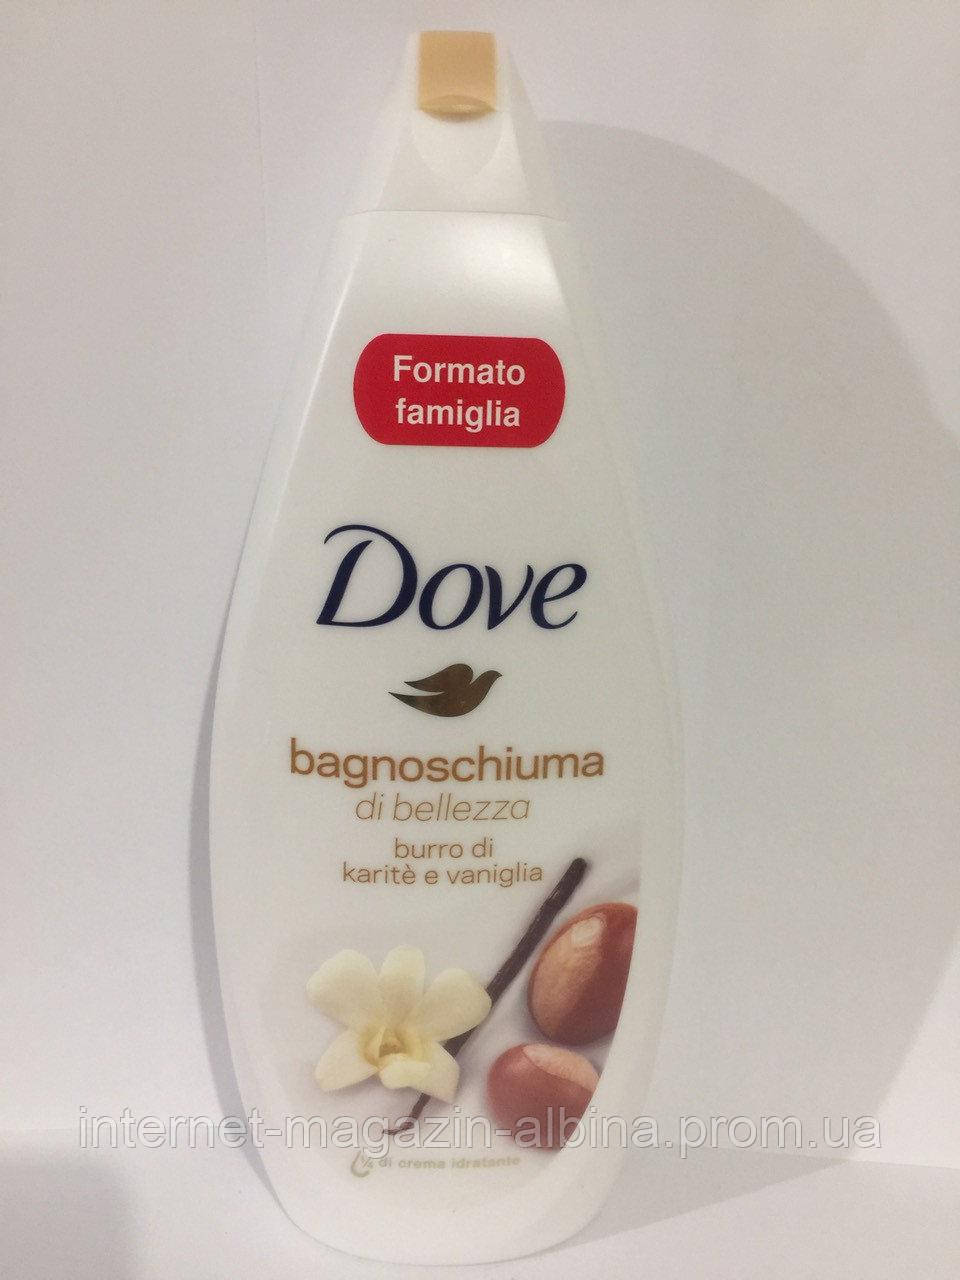 Formato
famiglia
Dove
bagnoschiuma
di bellezza
burro di
karitè e vaniglia
internet-magazin-albina.prom.ua
¼ di crema idratante